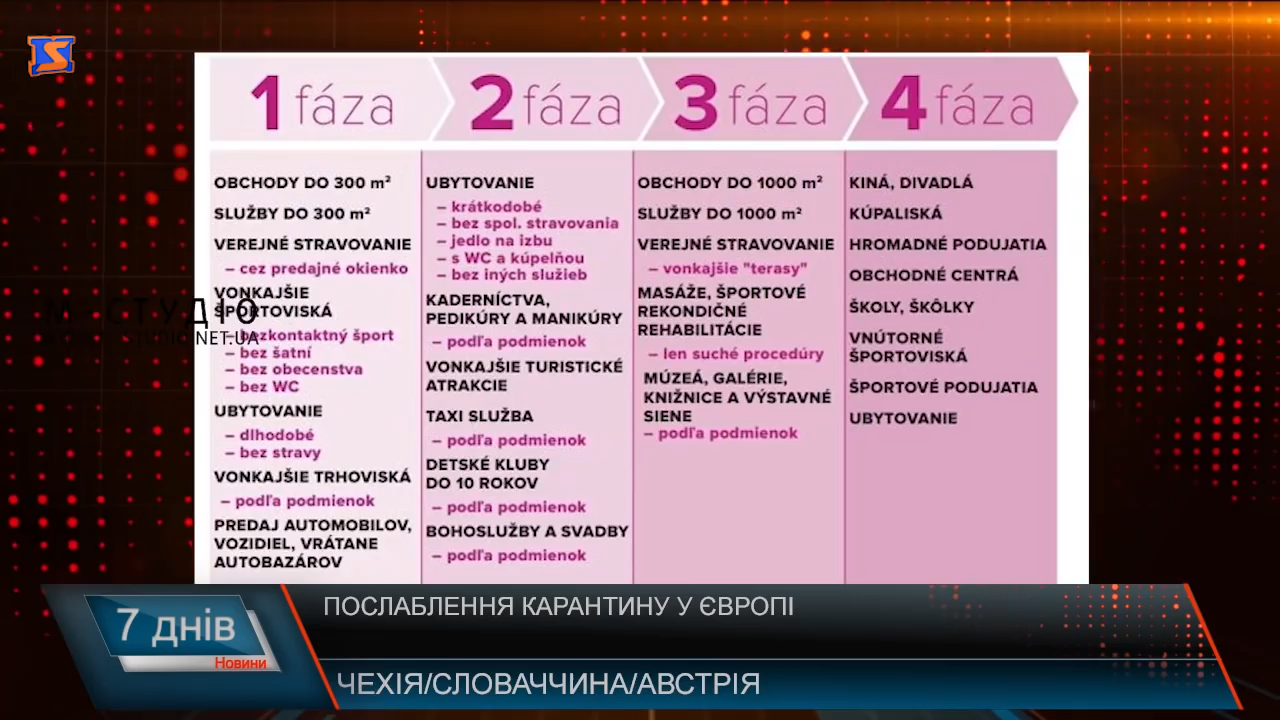 1 fáza
2 fáza
3 fáza
4 fáza
OBCHODY DO 300 m²
SLUŽBY DO 300 m²
VEREJNÉ STRAVOVANIE
– cez predajné okienko
VONKAJŠIE
ŠPORTOVISKÁ
– bezkontaktný šport
– bez šatní
– bez obecenstva
– bez WC
UBYTOVANIE
– dlhodobé
– bez stravy
VONKAJŠIE TRHOVISKÁ
– podľa podmienok
PREDAJ AUTOMOBILOV,
VOZIDIEL, VRÁTANE
AUTOBAZÁROV
UBYTOVANIE
– krátkodobé
– bez spol. stravovania
– jedlo na izbu
– s WC a kúpelňou
– bez iných služieb
KADERNÍCTVA,
PEDIKÚRY A MANIKÚRY
– podľa podmienok
VONKAJŠIE TURISTICKÉ
ATRAKCIE
TAXI SLUŽBA
– podľa podmienok
DETSKÉ KLUBY
DO 10 ROKOV
– podľa podmienok
BOHOSLUŽBY A SVADBY
– podľa podmienok
OBCHODY DO 1000 m²
SLUŽBY DO 1000 m²
VEREJNÉ STRAVOVANIE
– vonkajšie "terasy"
MASÁŽE, ŠPORTOVÉ
REKONDIČNÉ
REHABILITÁCIE
– len suché procedúry
MÚZEÁ, GALÉRIE,
KNIŽNICE A VÝSTAVNÉ
SIENE
– podľa podmienok
KINÁ, DIVADLÁ
KÚPALISKÁ
HROMADNÉ PODUJATIA
OBCHODNÉ CENTRÁ
ŠKOLY, ŠKÔLKY
VNÚTORNÉ
ŠPORTOVISKÁ
ŠPORTOVÉ PODUJATIA
UBYTOVANIE
М-СТУДІО
7 днів
Новини
ПОСЛАБЛЕННЯ КАРАНТИНУ У ЄВРОПІ
ЧЕХІЯ/СЛОВАЧЧИНА/АВСТРІЯ